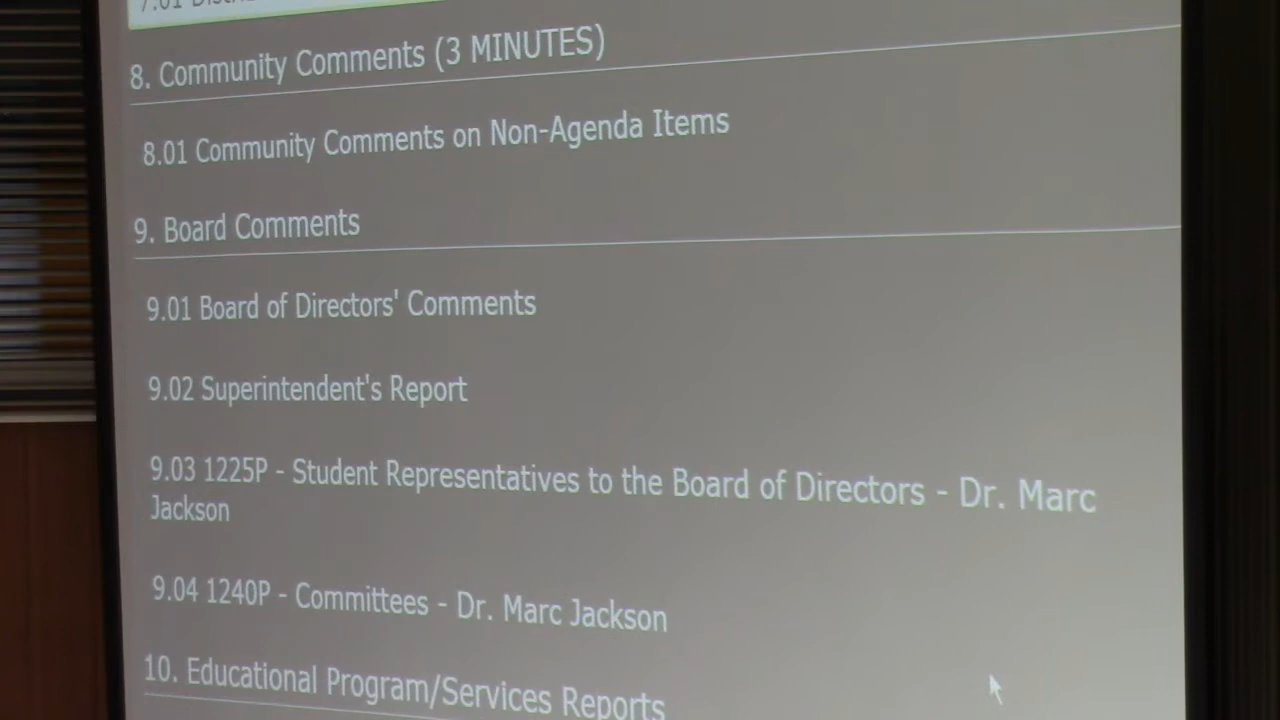 7.01
8. Community Comments (3 MINUTES)
8.01 Community Comments on Non-Agenda Items
9. Board Comments
9.01 Board of Directors' Comments
9.02 Superintendent's Report
9.03 1225P - Student Representatives to the Board of Directors - Dr. Marc
Jackson
9.04 1240P - Committees - Dr. Marc Jackson
10. Educational Program/Services Reports